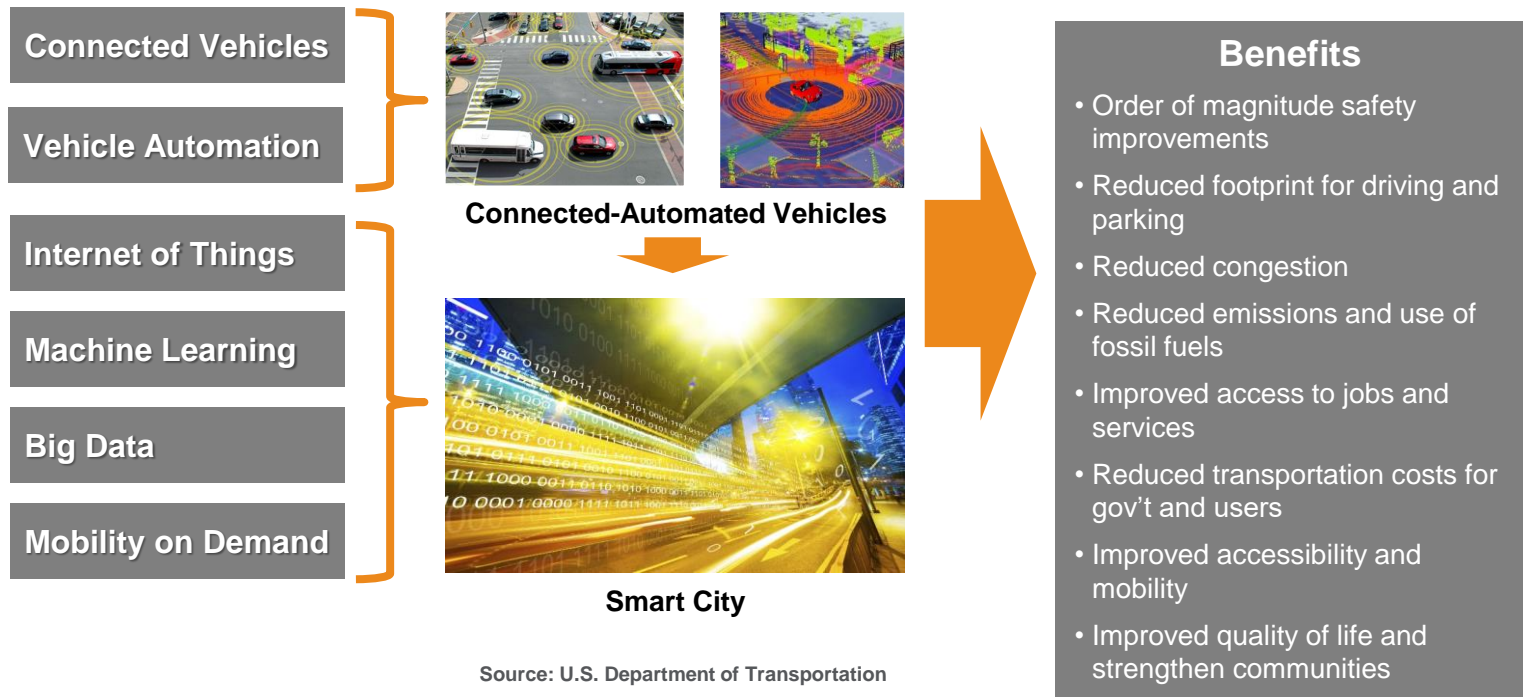 Connected Vehicles
Vehicle Automation
Internet of Things
Machine Learning
Big Data
Mobility on Demand
Connected-Automated Vehicles
Smart City
Source: U.S. Department of Transportation
Benefits
• Order of magnitude safety
improvements
• Reduced footprint for driving and
parking
• Reduced congestion
• Reduced emissions and use of
fossil fuels
• Improved access to jobs and
services
• Reduced transportation costs for
gov't and users
• Improved accessibility and
mobility
• Improved quality of life and
strengthen communities